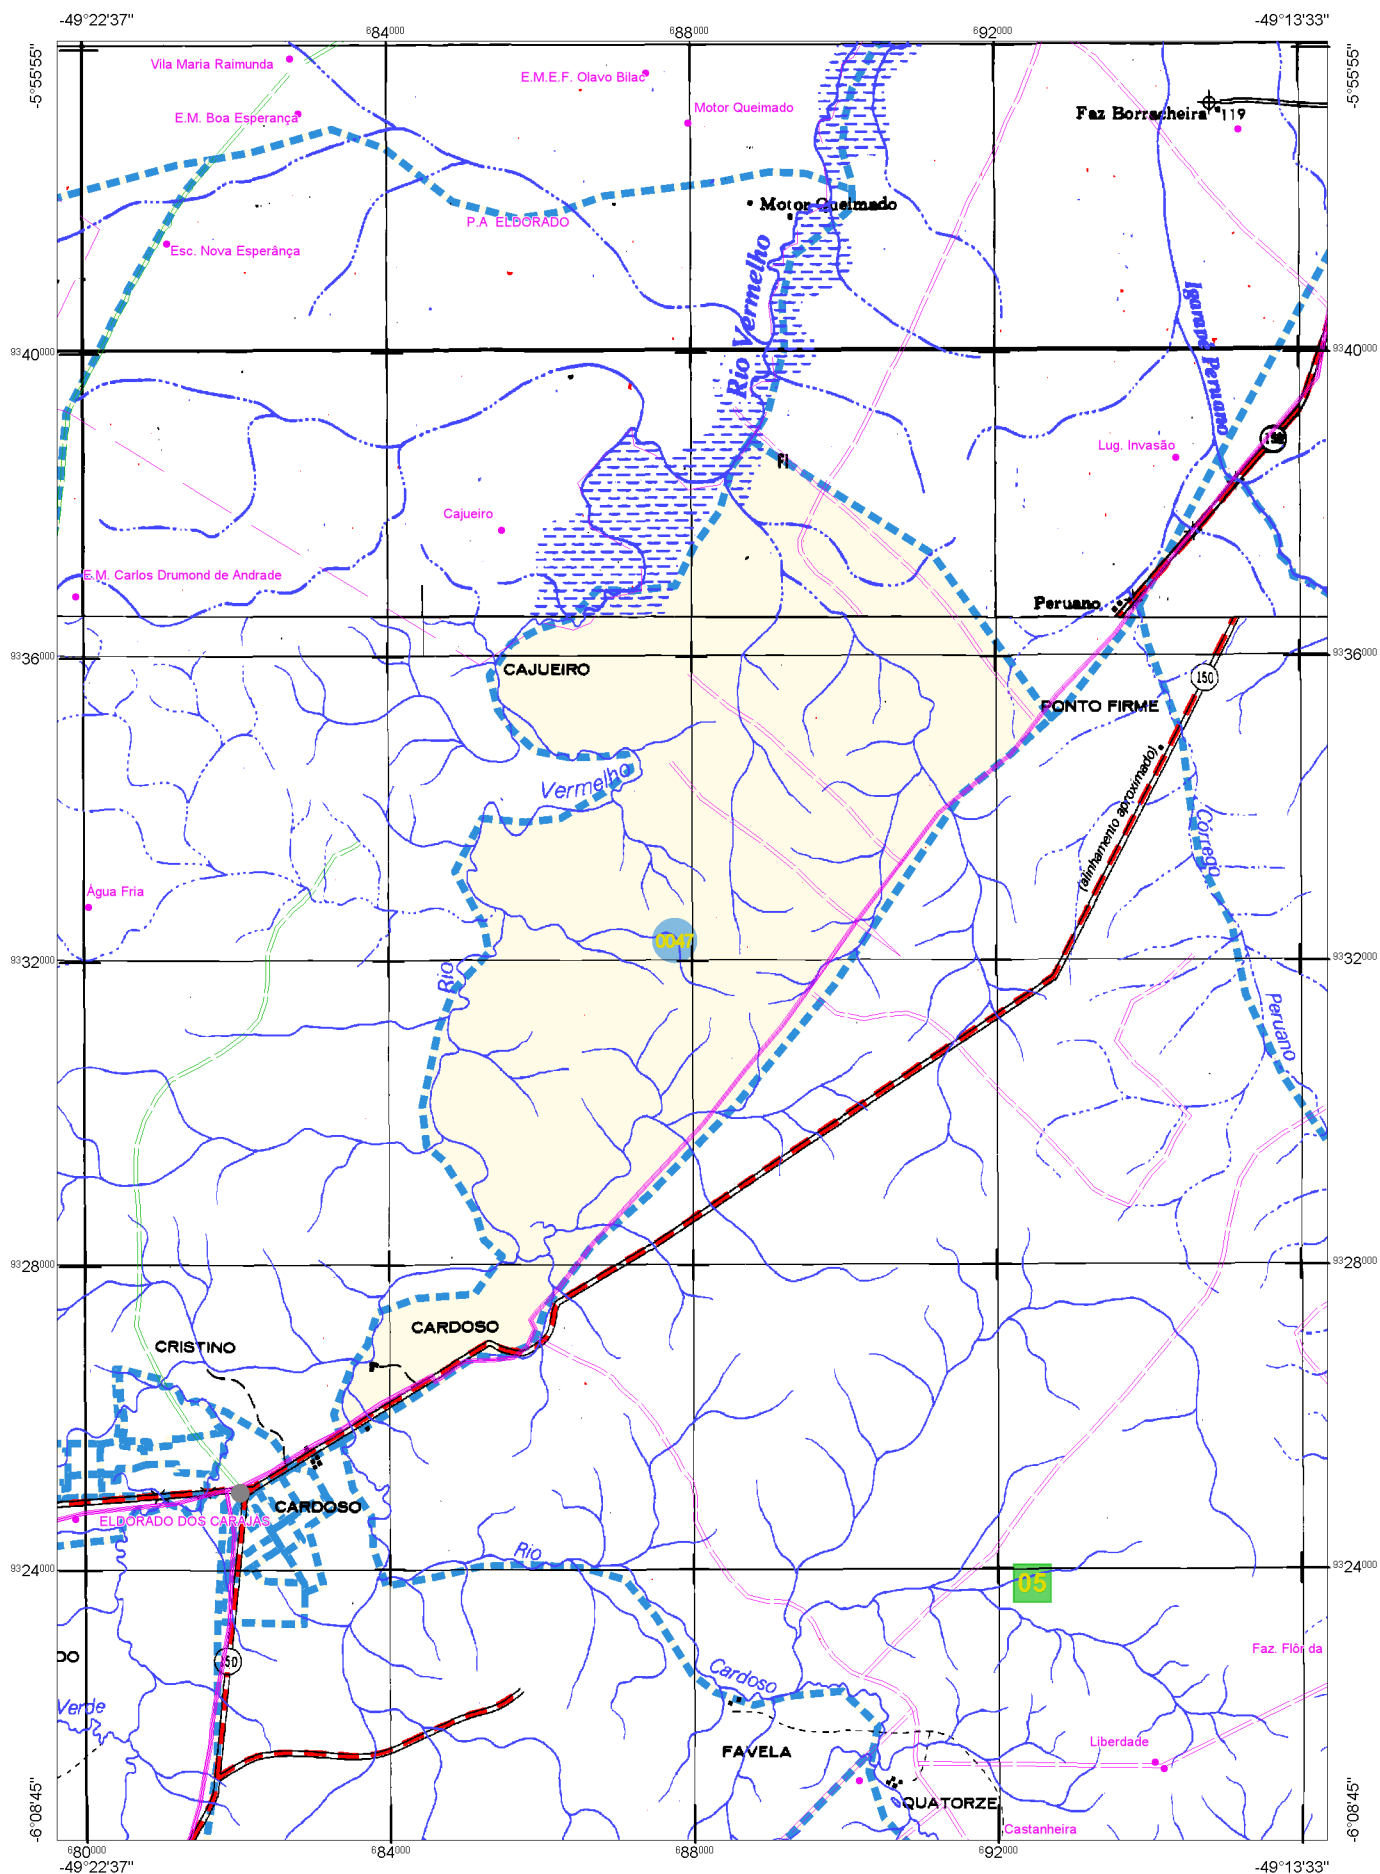 -49°22'37"
-49°13'33"
684000
688000
692000
-5°55'55"
-5°55'55"
Vila Maria Raimunda
E.M.E.F. Olavo Bilac
E.M. Boa Esperança
Motor Queimado
Faz Borracheira
119
Motor Queimado
P.A ELDORADO
Esc. Nova Esperânça
Rio Vermelho
Igarapé Peruano
9340000
9340000
150
Lug. Invasão
Cajueiro
E.M. Carlos Drumond de Andrade
Peruano
9336000
9336000
CAJUEIRO
150
PONTO FIRME
Vermelho
(alinhamento aproximado)
Córrego
Água Fria
0047
9332000
9332000
Rio
Peruano
9328000
9328000
CARDOSO
CRISTINO
CARDOSO
ELDORADO DOS CARAJAS
Rio
9324000
9324000
05
Faz. Flôrida
DO
150
Cardoso
Verde
Liberdade
FAVELA
QUATORZE
Castanheira
-6°08'45"
-6°08'45"
680000
684000
688000
692000
-49°22'37"
-49°13'33"